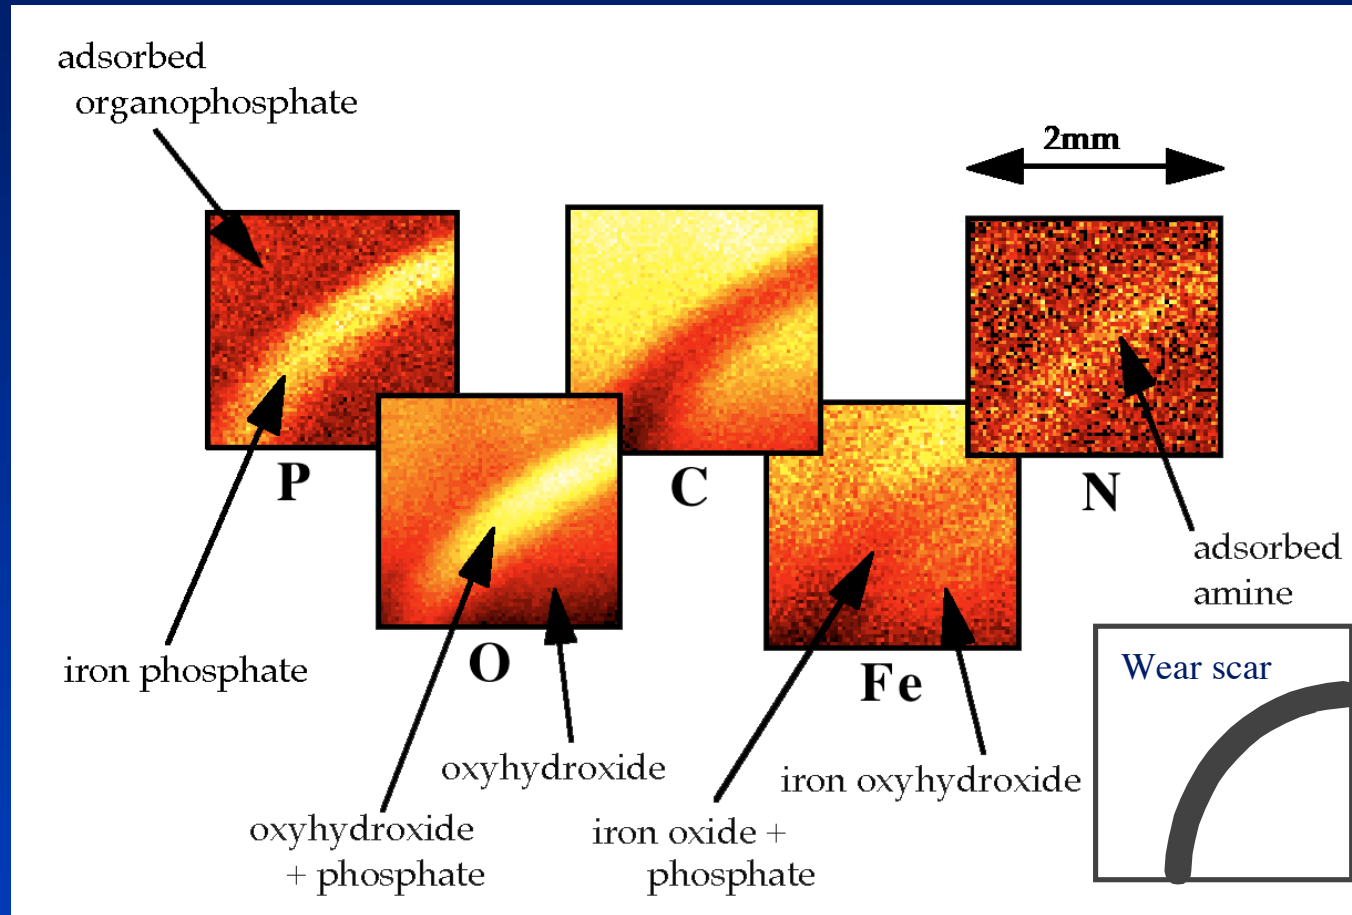 adsorbed
organophosphate
2mm
P
C
N
adsorbed
amine
iron phosphate
O
Fe
Wear scar
oxyhydroxide
iron oxyhydroxide
oxyhydroxide
+ phosphate
iron oxide +
phosphate